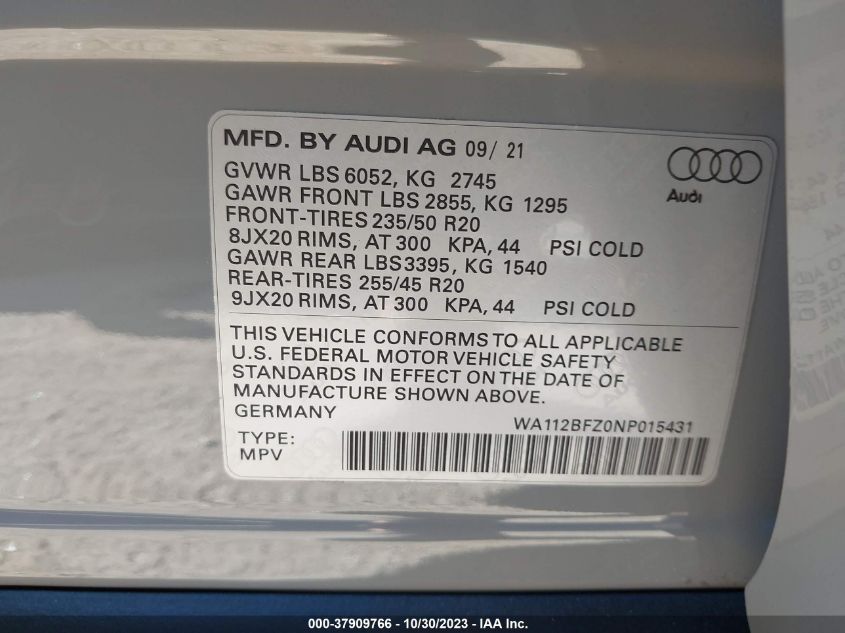 MFD. BY AUDI AG 09/ 21
GVWR LBS 6052, KG 2745
GAWR FRONT LBS 2855, KG 1295
FRONT-TIRES 235/50 R20
8JX20 RIMS, AT 300 KPA, 44 PSI COLD
GAWR REAR LBS3395, KG 1540
REAR-TIRES 255/45 R20
9JX20 RIMS, AT 300 KPA, 44 PSI COLD
Audi
THIS VEHICLE CONFORMS TO ALL APPLICABLE
U.S. FEDERAL MOTOR VEHICLE SAFETY
STANDARDS IN EFFECT ON THE DATE OF
MANUFACTURE SHOWN ABOVE.
GERMANY
WA112BFZ0NP015431
TYPE:
MPV
000-37909766 - 10/30/2023 - IAA Inc.